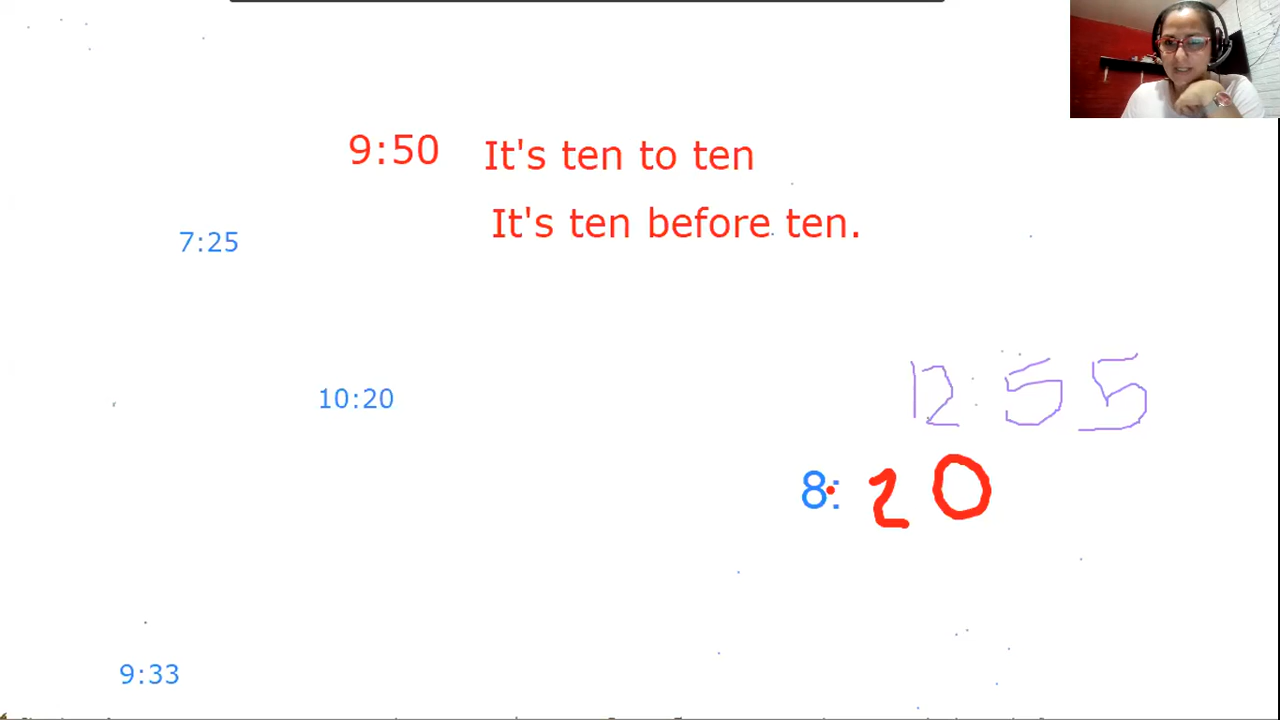 9:50 It's ten to ten
It's ten before ten.
7:25
12:55
10:20
8:20
9:33